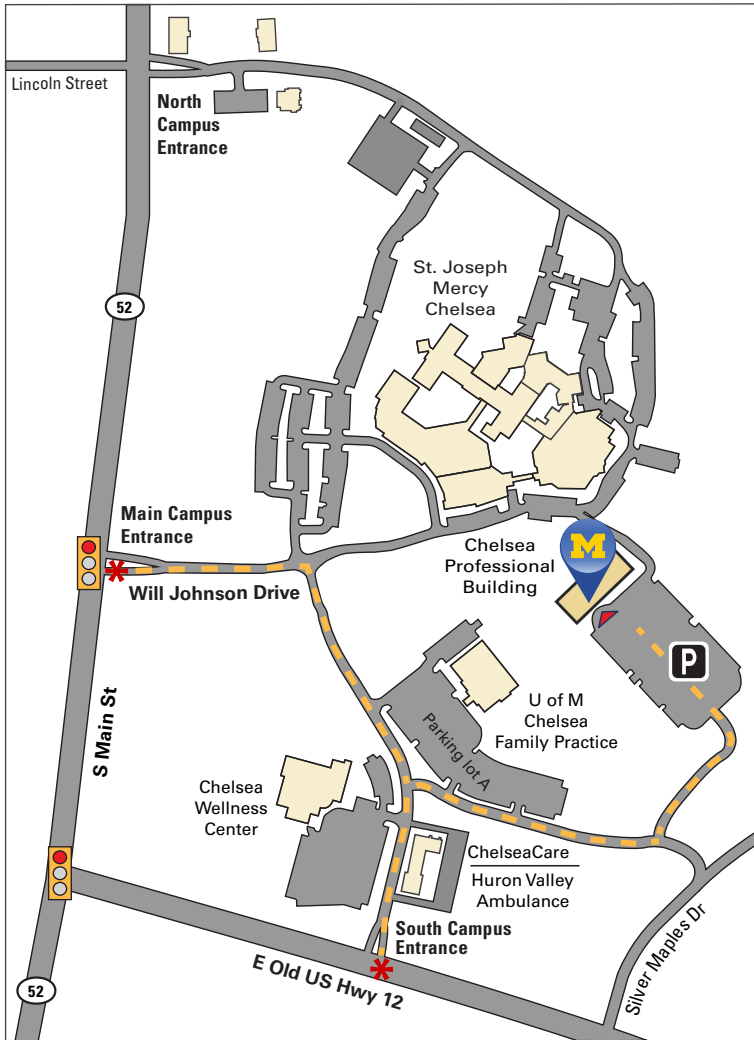 Lincoln Street
North
Campus
Entrance
52
St. Joseph
Mercy
Chelsea
Main Campus
Entrance
Will Johnson Drive
Chelsea
Professional
Building
M
P
S Main St
U of M
Chelsea
Family Practice
Parking lot A
Chelsea
Wellness
Center
ChelseaCare
Huron Valley
Ambulance
South Campus
Entrance
E Old US Hwy 12
Silver Maples Dr
52